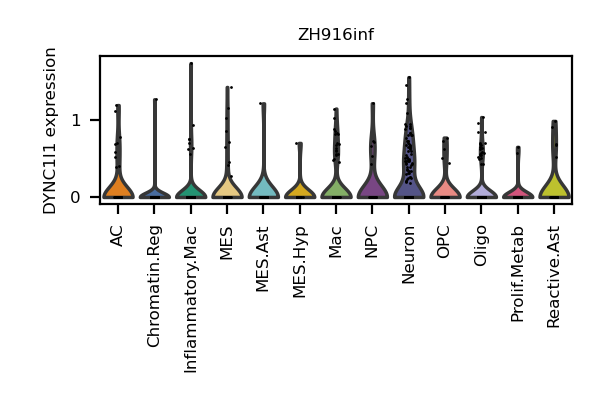 ZH916inf
DYNC1I1 expression
1
0
AC
Chromatin.Reg
Inflammatory.Mac
MES
MES.Ast
MES.Hyp
Mac
NPC
Neuron
OPC
Oligo
Prolif.Metab
Reactive.Ast